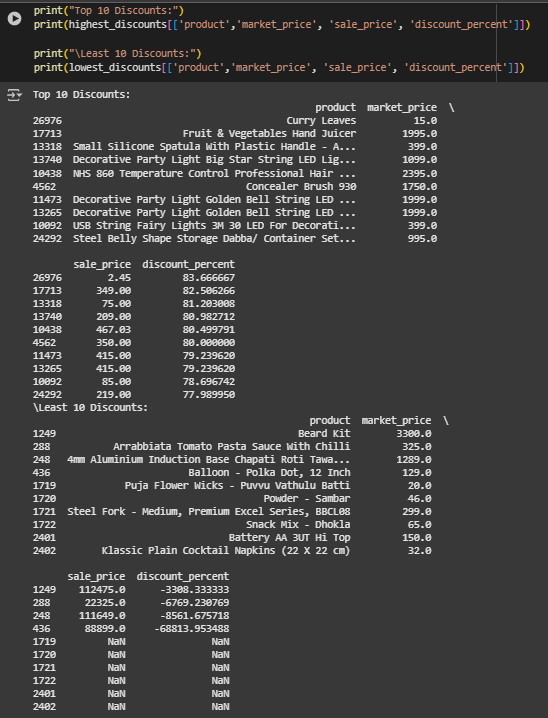 print("Top 10 Discounts:")
print(highest_discounts[['product','market_price', 'sale_price', 'discount_percent']])
print("\Least 10 Discounts:")
print(lowest_discounts[['product','market_price', 'sale_price', 'discount_percent']])
Top 10 Discounts:
product market_price \
26976 Curry Leaves 15.0
17713 Fruit & Vegetables Hand Juicer 1995.0
13318 Small Silicone Spatula With Plastic Handle - A... 399.0
13740 Decorative Party Light Big Star String LED Lig... 1099.0
10438 NHS 860 Temperature Control Professional Hair ... 2395.0
4562 Concealer Brush 930 1750.0
11473 Decorative Party Light Golden Bell String LED ... 1999.0
13265 Decorative Party Light Golden Bell String LED ... 1999.0
10092 USB String Fairy Lights 3M 30 LED For Decorati... 399.0
24292 Steel Belly Shape Storage Dabba/ Container Set... 995.0
sale_price discount_percent
26976 2.45 83.666667
17713 349.00 82.506266
13318 75.00 81.203008
13740 209.00 80.982712
10438 467.03 80.499791
4562 350.00 80.000000
11473 415.00 79.239620
13265 415.00 79.239620
10092 85.00 78.696742
24292 219.00 77.989950
\Least 10 Discounts:
product market_price \
1249 Beard Kit 3300.0
288 Arrabbiata Tomato Pasta Sauce With Chilli 325.0
248 4mm Aluminium Induction Base Chapati Roti Tawa... 1289.0
436 Balloon - Polka Dot, 12 Inch 129.0
1719 Puja Flower Wicks - Puvvu Vathulu Batti 20.0
1720 Powder - Sambar 46.0
1721 Steel Fork - Medium, Premium Excel Series, BBCL08 299.0
1722 Snack Mix - Dhokla 65.0
2401 Battery AA 3UT Hi Top 150.0
2402 Klassic Plain Cocktail Napkins (22 X 22 cm) 32.0
sale_price discount_percent
1249 112475.0 -3308.333333
288 22325.0 -6769.230769
248 111649.0 -8561.675718
436 88899.0 -68813.953488
1719 NaN NaN
1720 NaN NaN
1721 NaN NaN
1722 NaN NaN
2401 NaN NaN
2402 NaN NaN